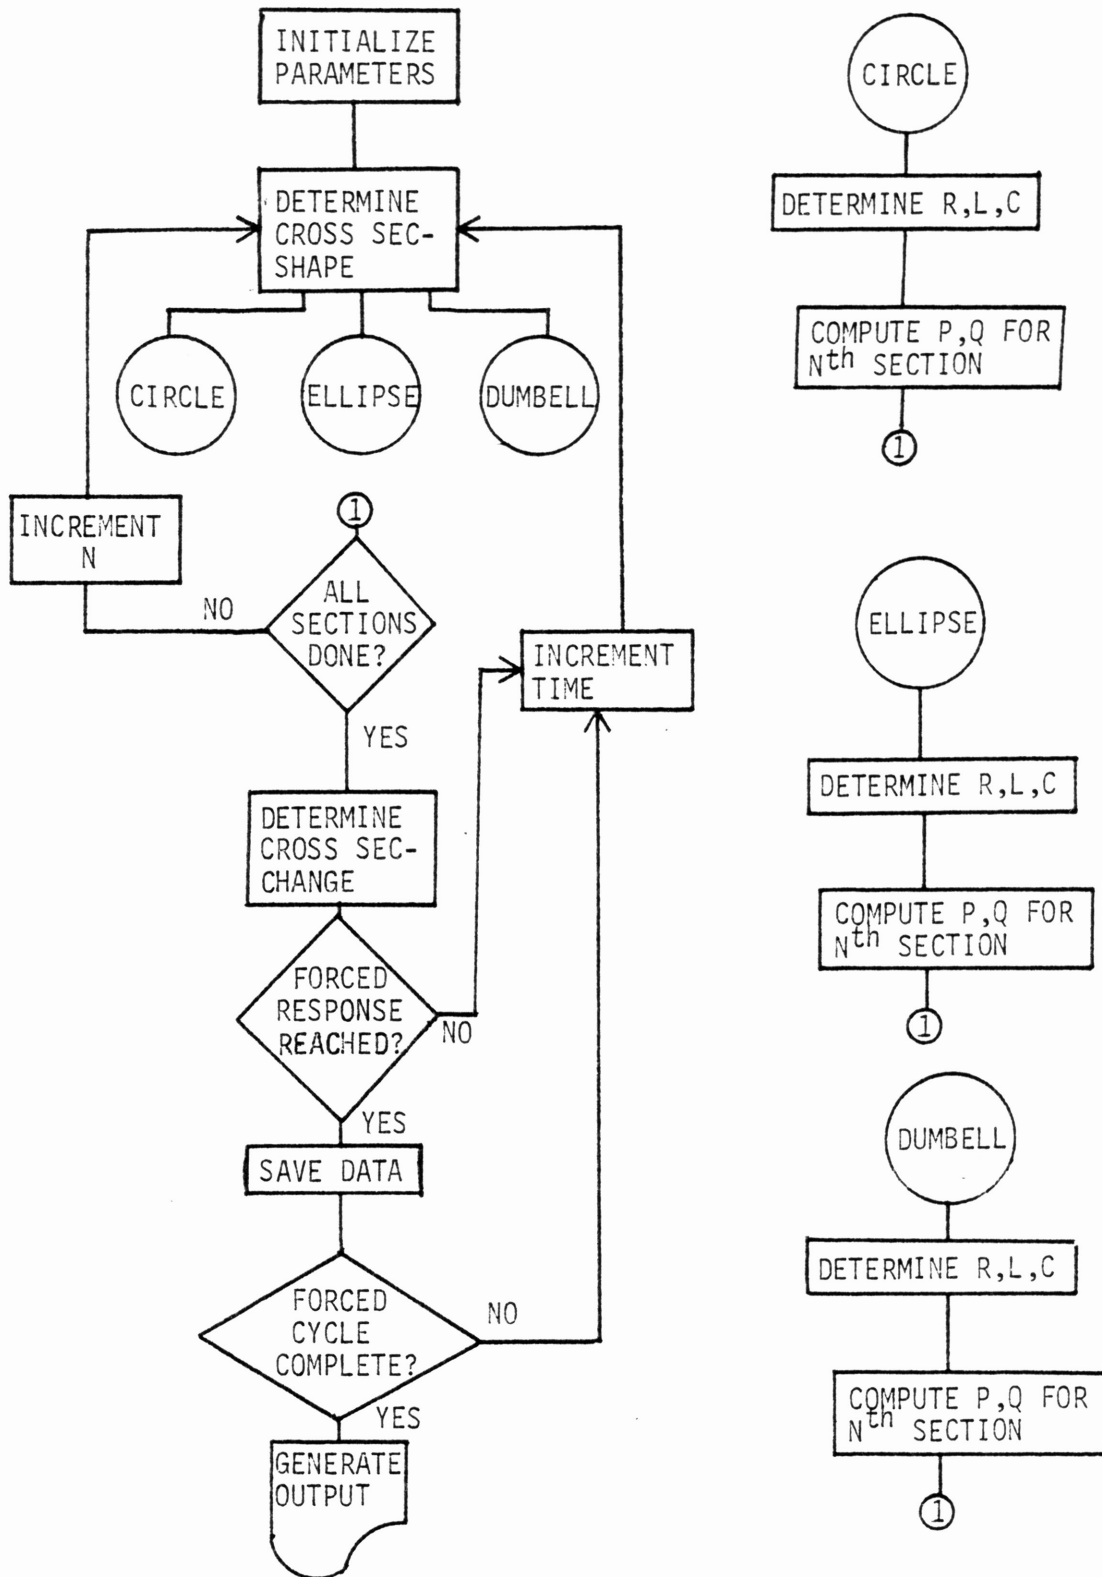 INITIALIZE
PARAMETERS
DETERMINE
CROSS SEC-
SHAPE
CIRCLE
ELLIPSE
DUMBELL
INCREMENT
N
1
ALL
SECTIONS
DONE?
NO
YES
INCREMENT
TIME
DETERMINE
CROSS SEC-
CHANGE
FORCED
RESPONSE
REACHED?
NO
YES
SAVE DATA
FORCED
CYCLE
COMPLETE?
NO
YES
GENERATE
OUTPUT
CIRCLE
DETERMINE R,L,C
COMPUTE P,Q FOR
Nth SECTION
1
ELLIPSE
DETERMINE R,L,C
COMPUTE P,Q FOR
Nth SECTION
1
DUMBELL
DETERMINE R,L,C
COMPUTE P,Q FOR
Nth SECTION
1